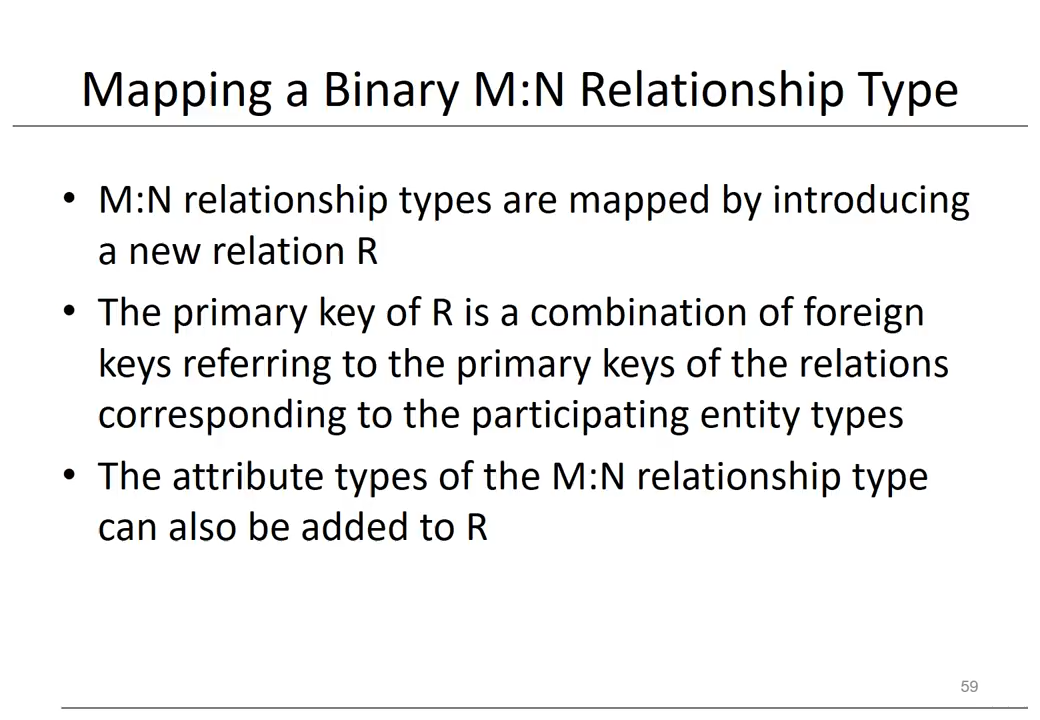 Mapping a Binary M:N Relationship Type
• M:N relationship types are mapped by introducing
a new relation R
• The primary key of R is a combination of foreign
keys referring to the primary keys of the relations
corresponding to the participating entity types
• The attribute types of the M:N relationship type
can also be added to R
59